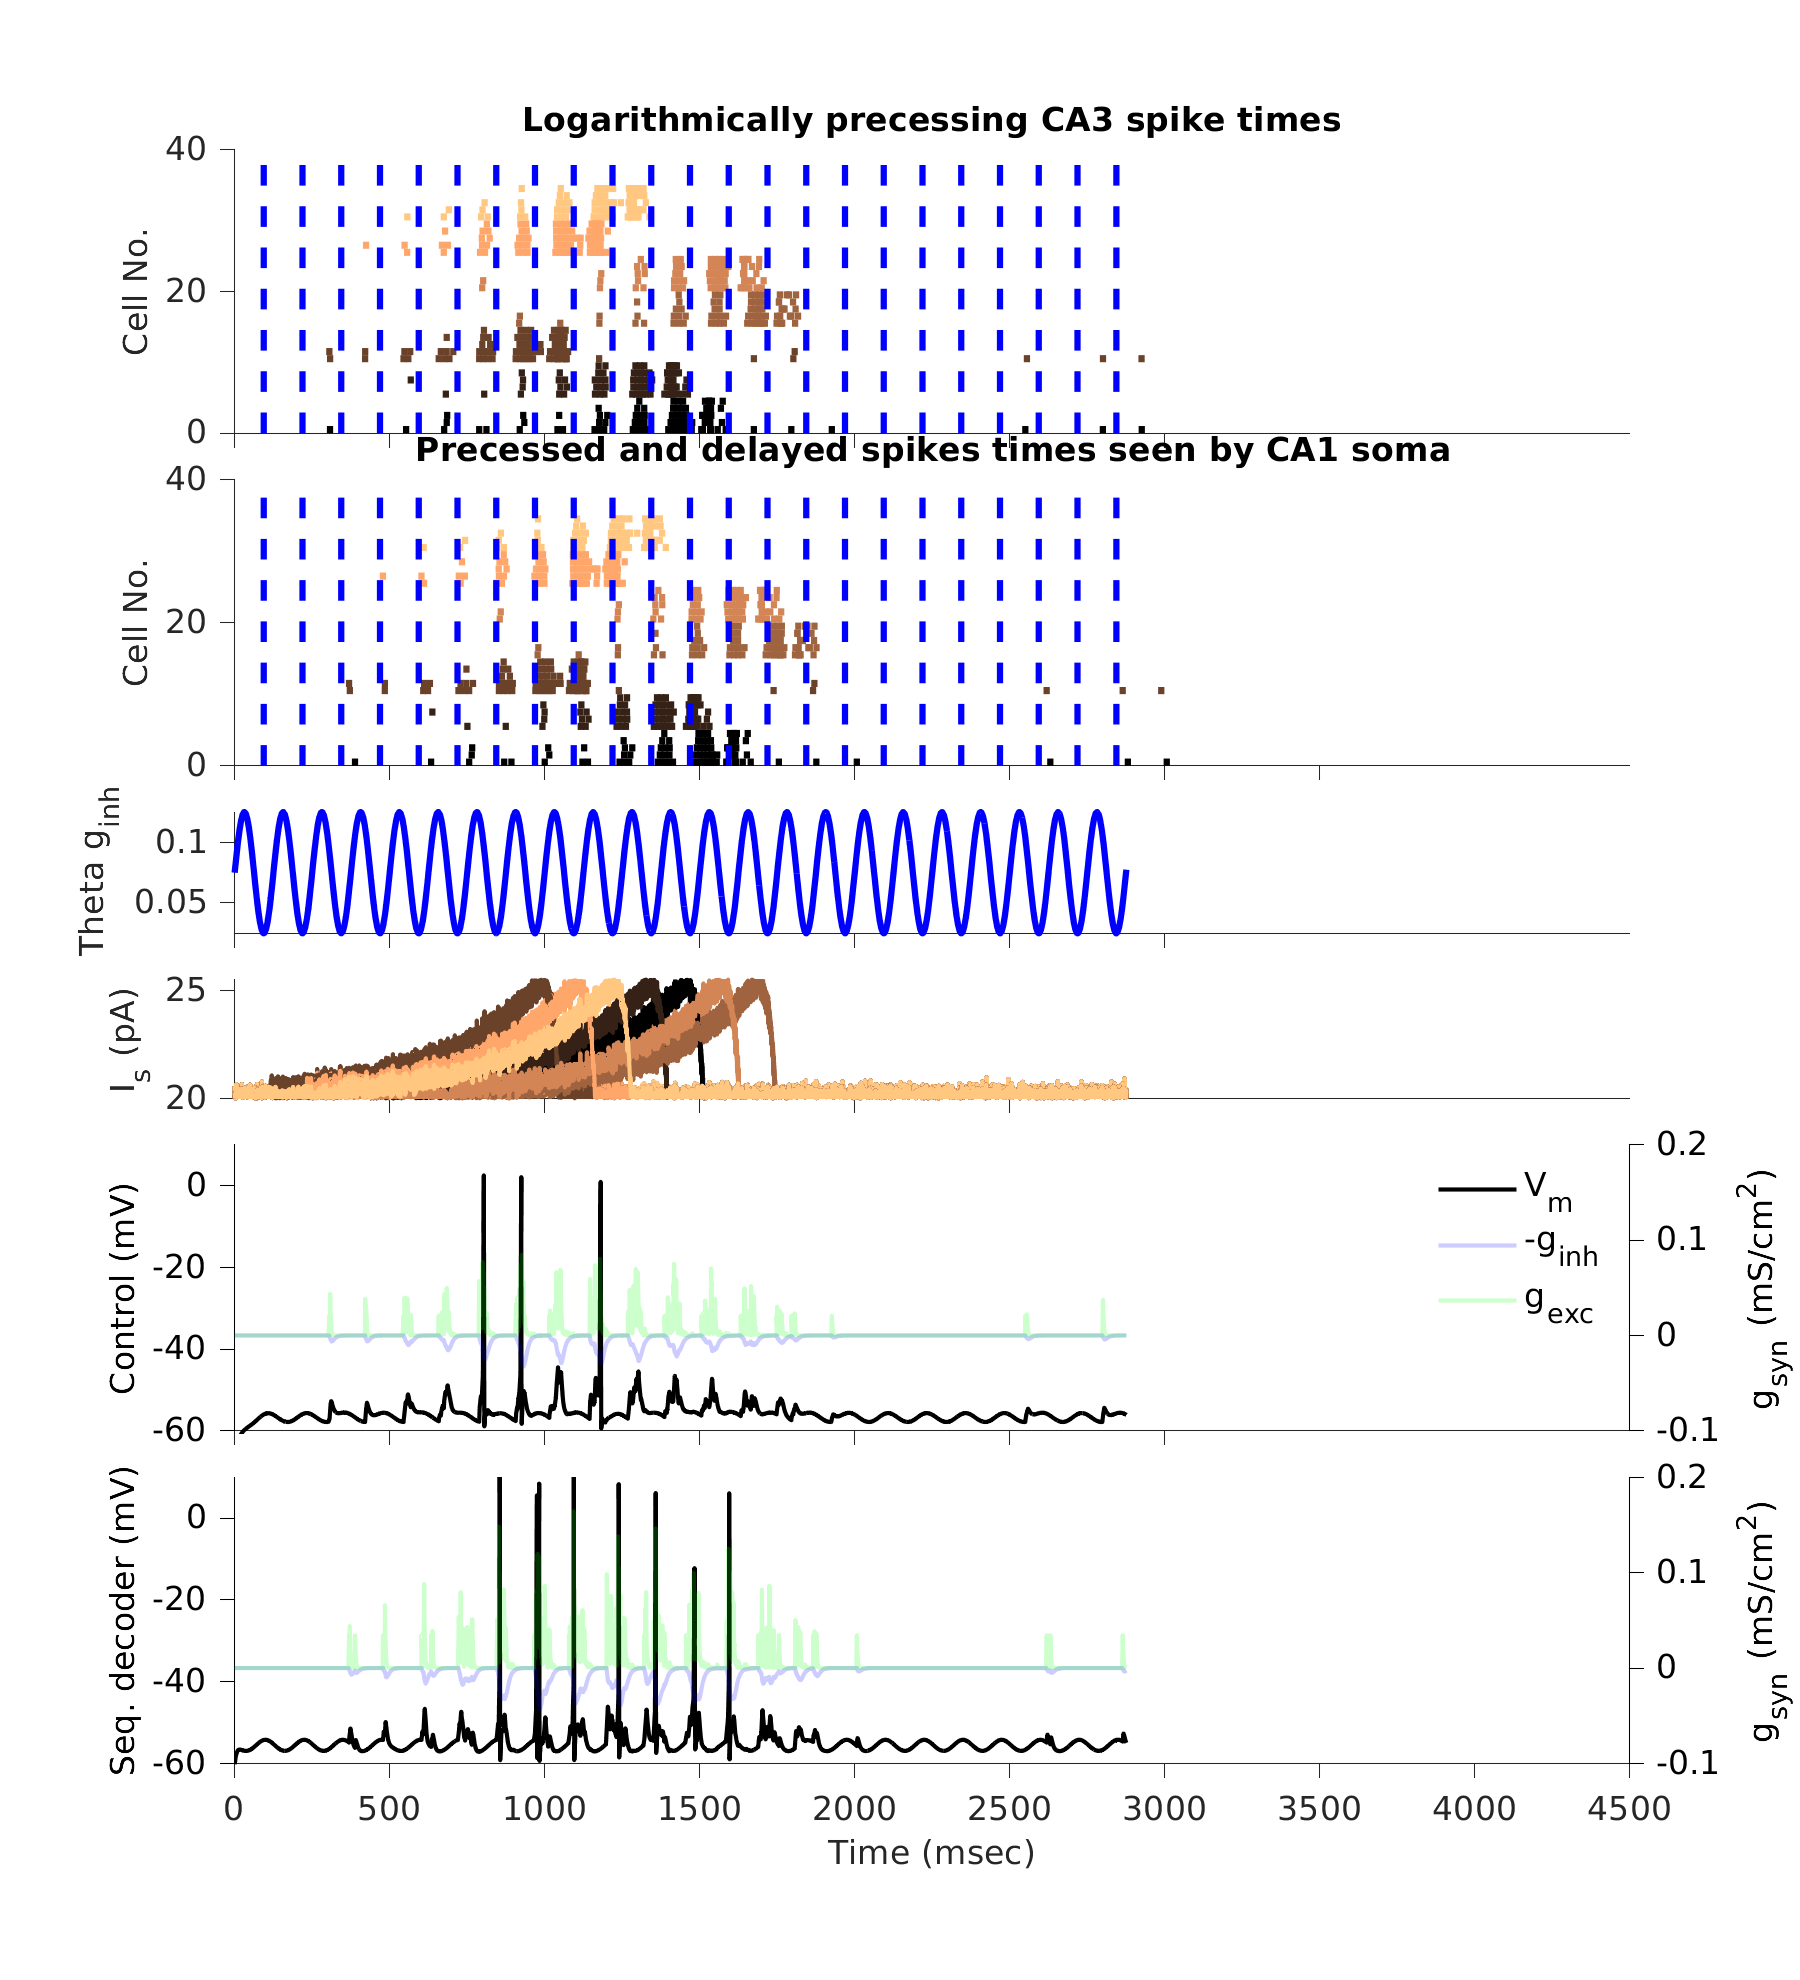 Logarithmically precessing CA3 spike times
40
20
0
Cell No.
Precessed and delayed spikes times seen by CA1 soma
40
20
0
Cell No.
0.1
0.05
Theta g_inh
25
20
I_s (pA)
0
-20
-40
-60
Control (mV)
V_m
-g_inh
g_exc
0.2
0.1
0
-0.1
g_syn (mS/cm^2)
0
-20
-40
-60
Seq. decoder (mV)
0.2
0.1
0
-0.1
g_syn (mS/cm^2)
0 500 1000 1500 2000 2500 3000 3500 4000 4500
Time (msec)